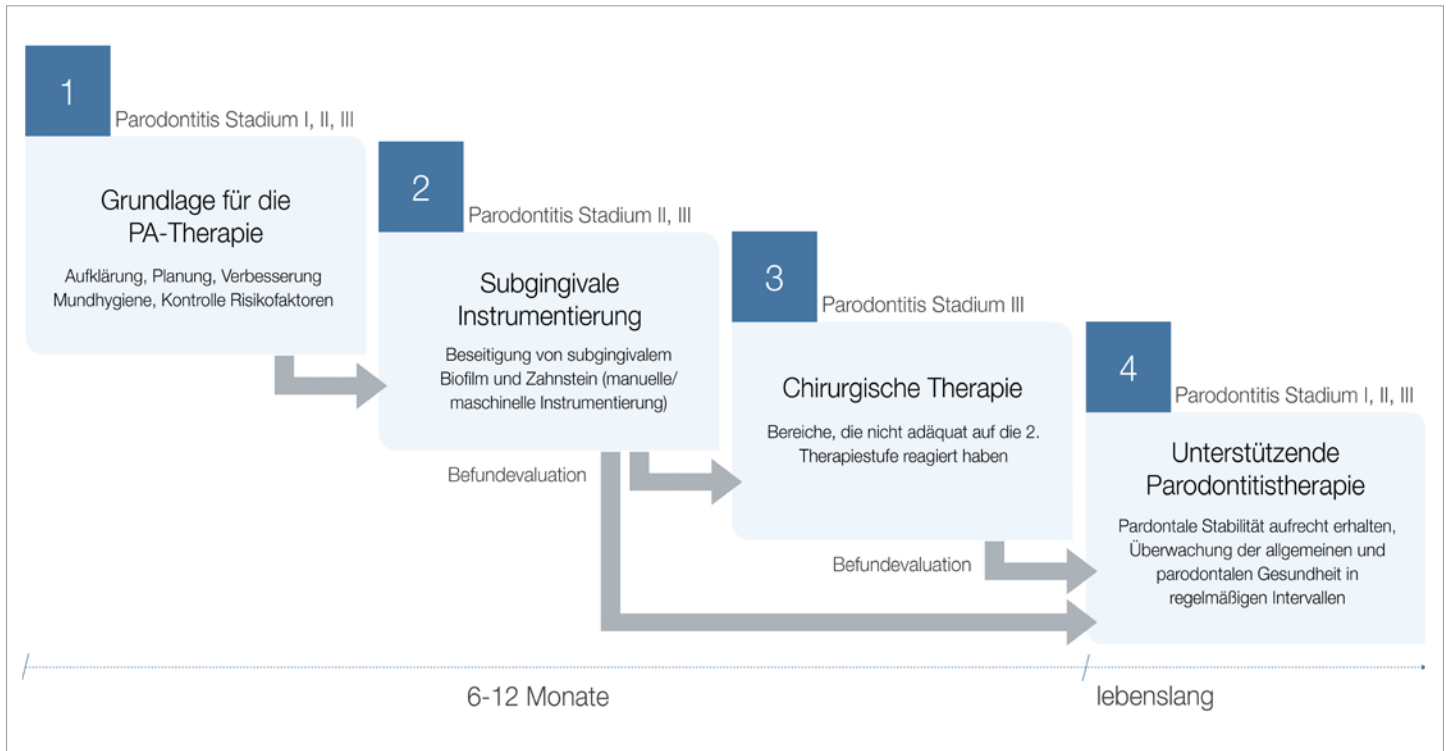 1
Parodontitis Stadium I, II, III
Grundlage für die
PA-Therapie
Aufklärung, Planung, Verbesserung
Mundhygiene, Kontrolle Risikofaktoren
2
Parodontitis Stadium II, III
Subgingivale
Instrumentierung
Beseitigung von subgingivalem
Biofilm und Zahnstein (manuelle/
maschinelle Instrumentierung)
Befundevaluation
3
Parodontitis Stadium III
Chirurgische Therapie
Bereiche, die nicht adäquat auf die 2.
Therapiestufe reagiert haben
Befundevaluation
4
Parodontitis Stadium I, II, III
Unterstützende
Parodontitistherapie
Pardontale Stabilität aufrecht erhalten,
Überwachung der allgemeinen und
parodontalen Gesundheit in
regelmäßigen Intervallen
6-12 Monate
lebenslang